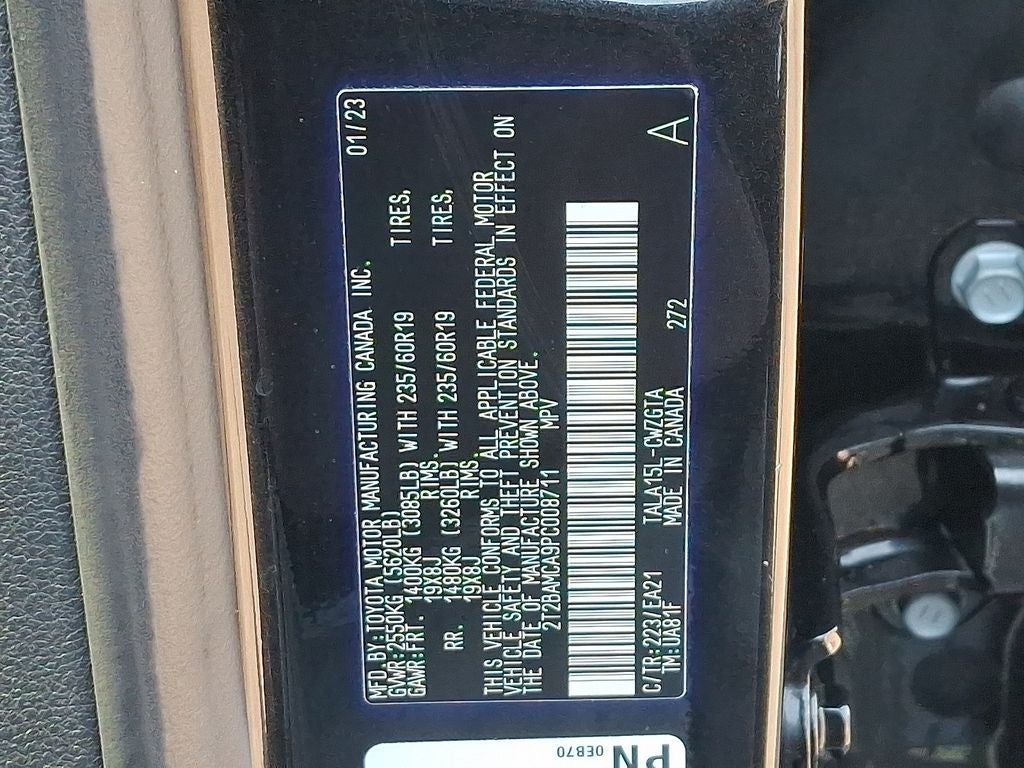 MFD BY:TOYOTA MOTOR MANUFACTURING CANADA INC. 01/23
GVWR:2550KG (5620LB)
GAWR:FRT. 1400KG (3085LB) WITH 235/60R19 TIRES,
19X8J RIMS,
RR. 1480KG (3260LB) WITH 235/60R19 TIRES,
19X8J RIMS,
THIS VEHICLE CONFORMS TO ALL APPLICABLE FEDERAL MOTOR
VEHICLE SAFETY AND THEFT PREVENTION STANDARDS IN EFFECT ON
THE DATE OF MANUFACTURE SHOWN ABOVE.
2T2BAMCA9PC008711 MPV
C/TR:223/EA21 TALA15L-CWZGTA 272 A
TM:UA81F MADE IN CANADA
PN
0EB70